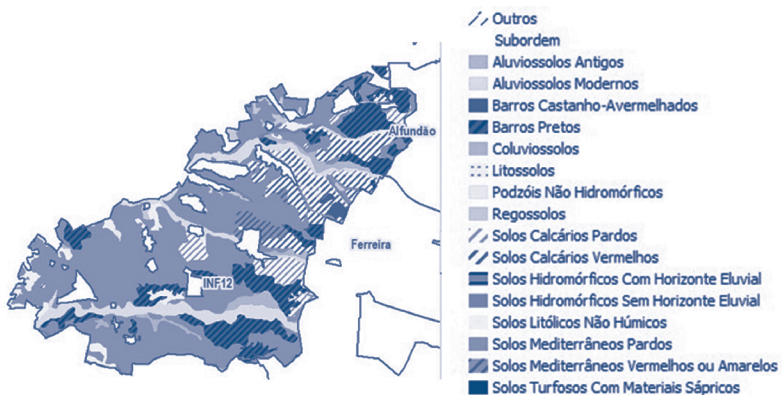 Outros
Subordem
Aluviossolos Antigos
Aluviossolos Modernos
Barros Castanho-Avermelhados
Barros Pretos
Coluviossolos
Litossolos
Podzóis Não Hidromórficos
Regossolos
Solos Calcários Pardos
Solos Calcários Vermelhos
Solos Hidromórficos Com Horizonte Eluvial
Solos Hidromórficos Sem Horizonte Eluvial
Solos Litólicos Não Húmicos
Solos Mediterrâneos Pardos
Solos Mediterrâneos Vermelhos ou Amarelos
Solos Turfosos Com Materiais Sápricos
Alfundão
Ferreira
INF12